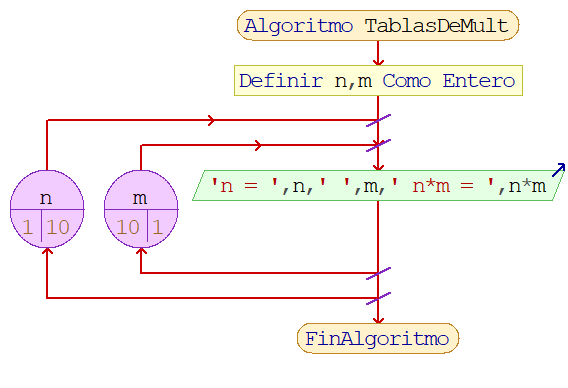 Algoritmo TablasDeMult
Definir n,m Como Entero
n
1 10
m
10 1
'n = ',n,' ',m,' n*m = ',n*m
FinAlgoritmo